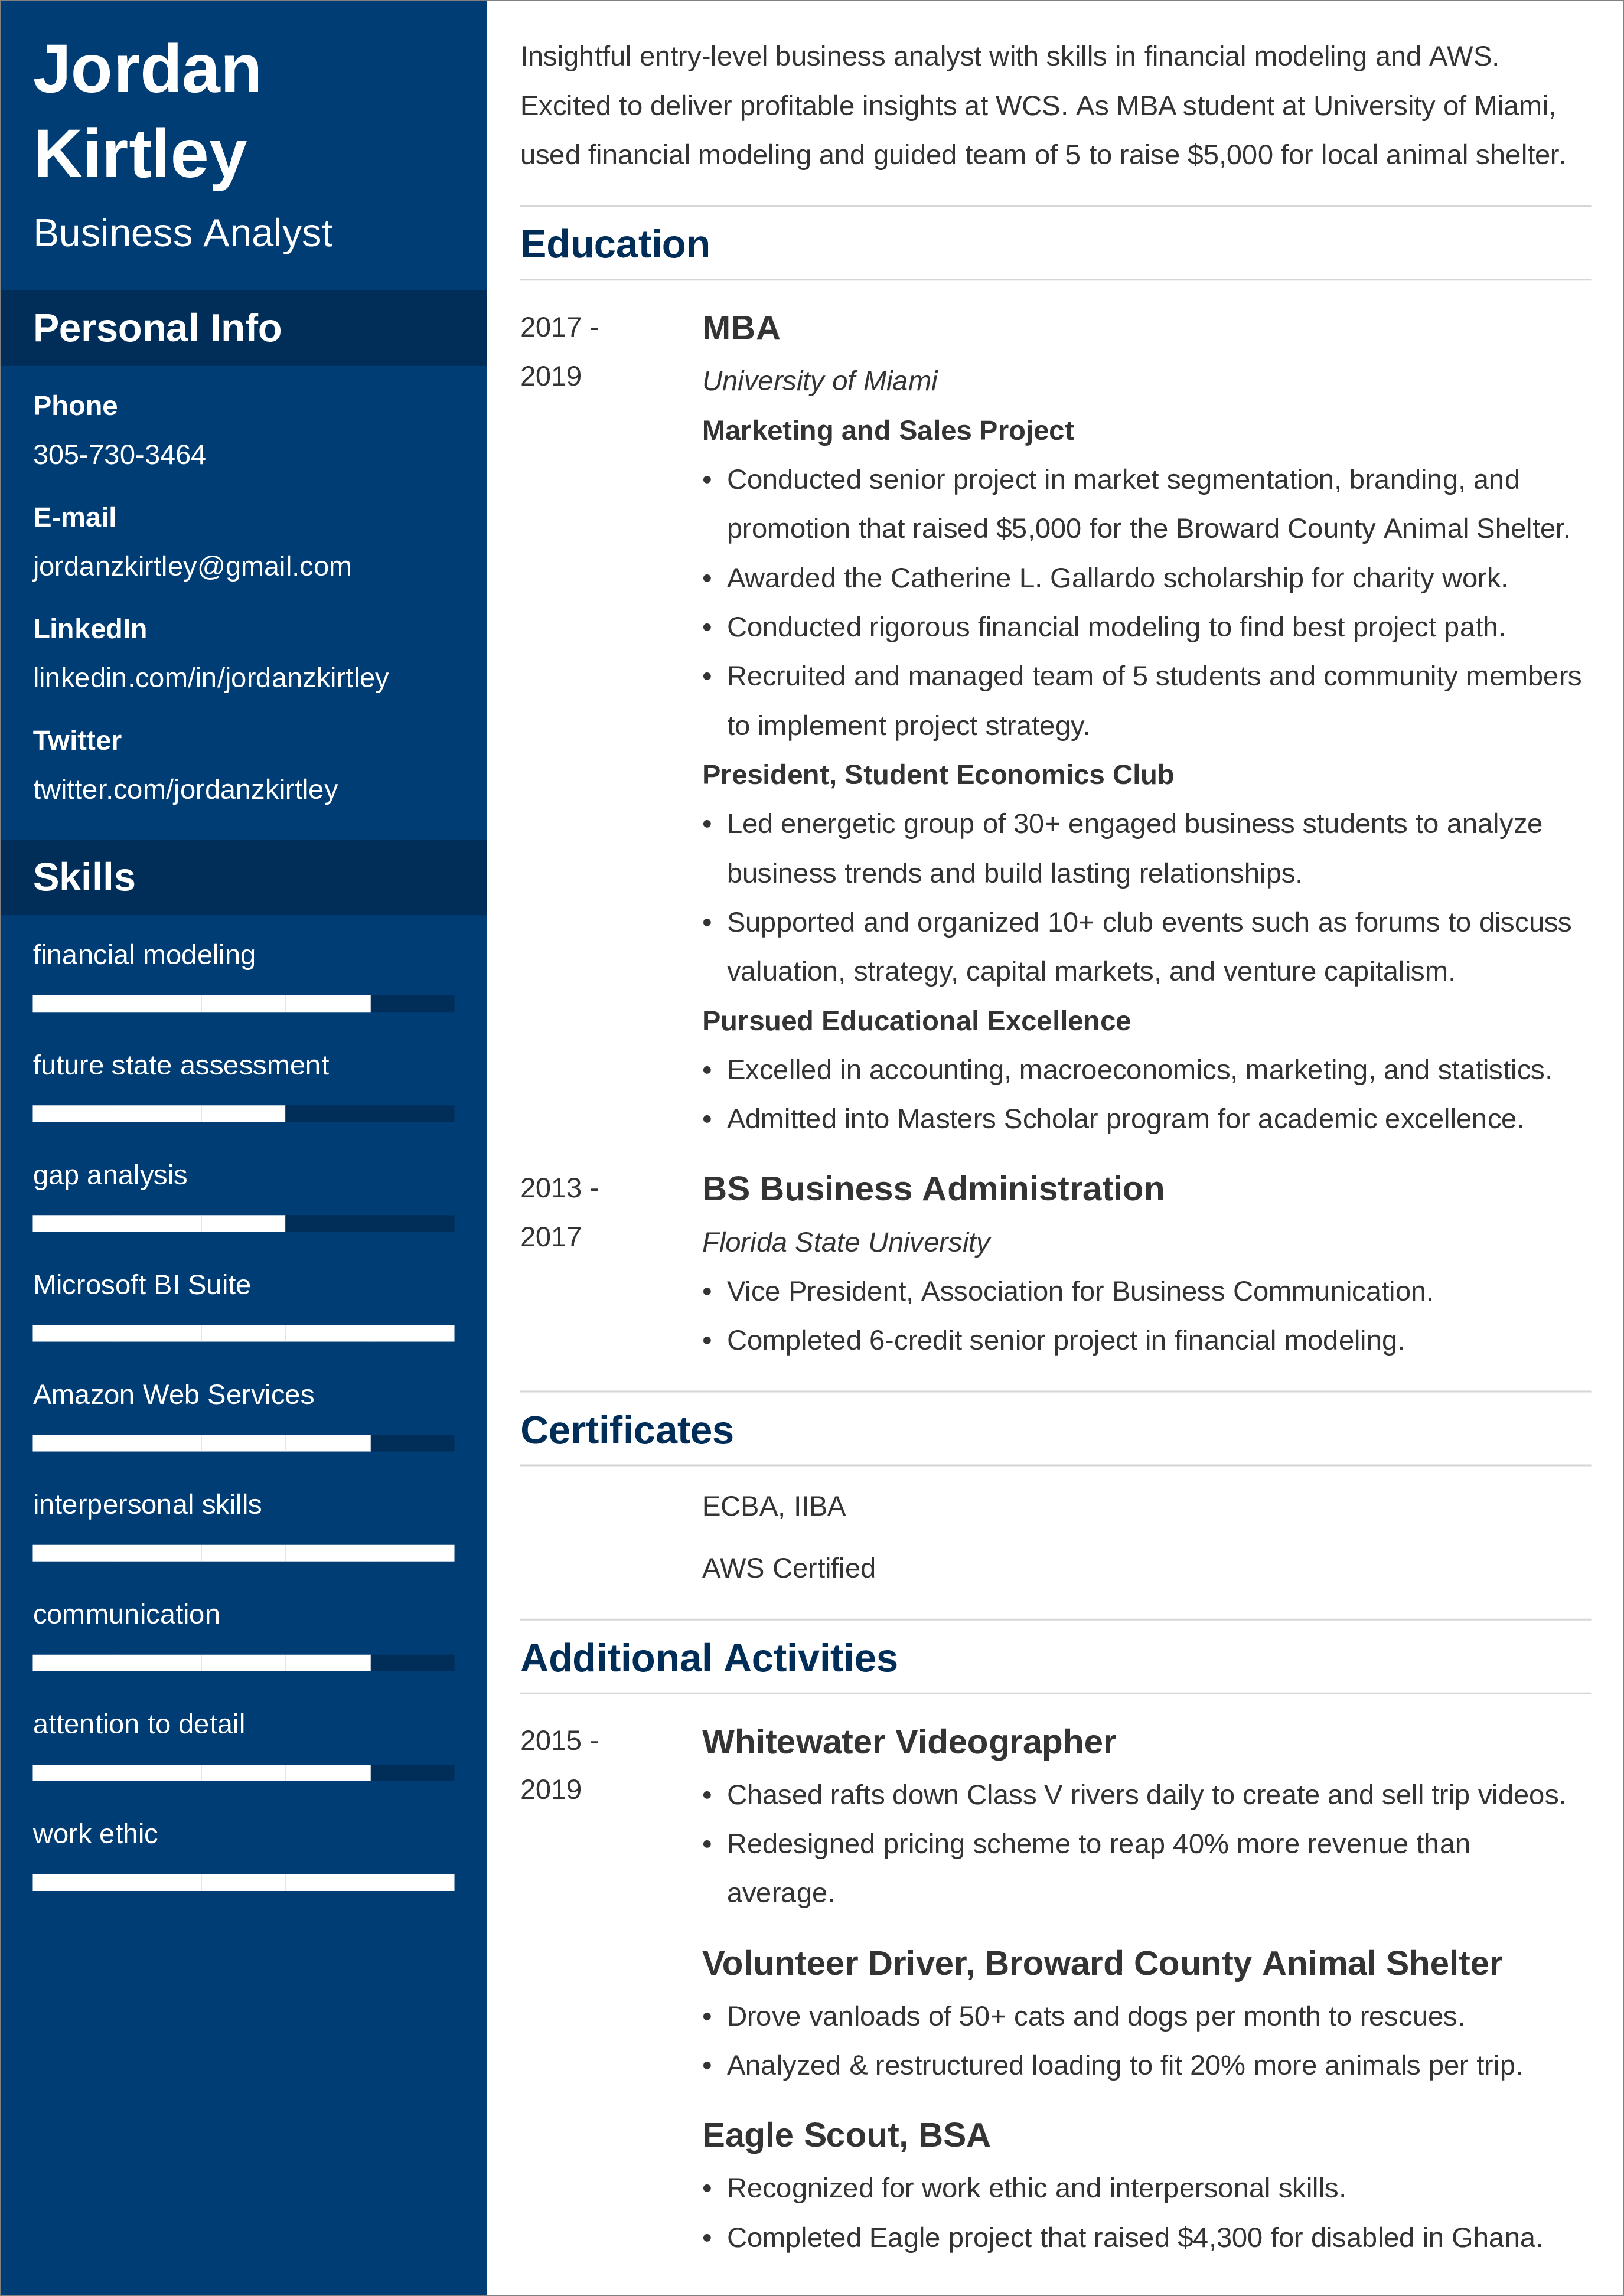 Jordan
Kirtley
Business Analyst
Personal Info
Phone
305-730-3464
E-mail
jordanzkirtley@gmail.com
LinkedIn
linkedin.com/in/jordanzkirtley
Twitter
twitter.com/jordanzkirtley
Skills
financial modeling
future state assessment
gap analysis
Microsoft BI Suite
Amazon Web Services
interpersonal skills
communication
attention to detail
work ethic
Insightful entry-level business analyst with skills in financial modeling and AWS.
Excited to deliver profitable insights at WCS. As MBA student at University of Miami,
used financial modeling and guided team of 5 to raise $5,000 for local animal shelter.
Education
2017 -
2019
MBA
University of Miami
Marketing and Sales Project
• Conducted senior project in market segmentation, branding, and
promotion that raised $5,000 for the Broward County Animal Shelter.
• Awarded the Catherine L. Gallardo scholarship for charity work.
• Conducted rigorous financial modeling to find best project path.
• Recruited and managed team of 5 students and community members
to implement project strategy.
President, Student Economics Club
• Led energetic group of 30+ engaged business students to analyze
business trends and build lasting relationships.
• Supported and organized 10+ club events such as forums to discuss
valuation, strategy, capital markets, and venture capitalism.
Pursued Educational Excellence
• Excelled in accounting, macroeconomics, marketing, and statistics.
• Admitted into Masters Scholar program for academic excellence.
2013 -
2017
BS Business Administration
Florida State University
• Vice President, Association for Business Communication.
• Completed 6-credit senior project in financial modeling.
Certificates
ECBA, IIBA
AWS Certified
Additional Activities
2015 -
2019
Whitewater Videographer
• Chased rafts down Class V rivers daily to create and sell trip videos.
• Redesigned pricing scheme to reap 40% more revenue than
average.
Volunteer Driver, Broward County Animal Shelter
• Drove vanloads of 50+ cats and dogs per month to rescues.
• Analyzed & restructured loading to fit 20% more animals per trip.
Eagle Scout, BSA
• Recognized for work ethic and interpersonal skills.
• Completed Eagle project that raised $4,300 for disabled in Ghana.